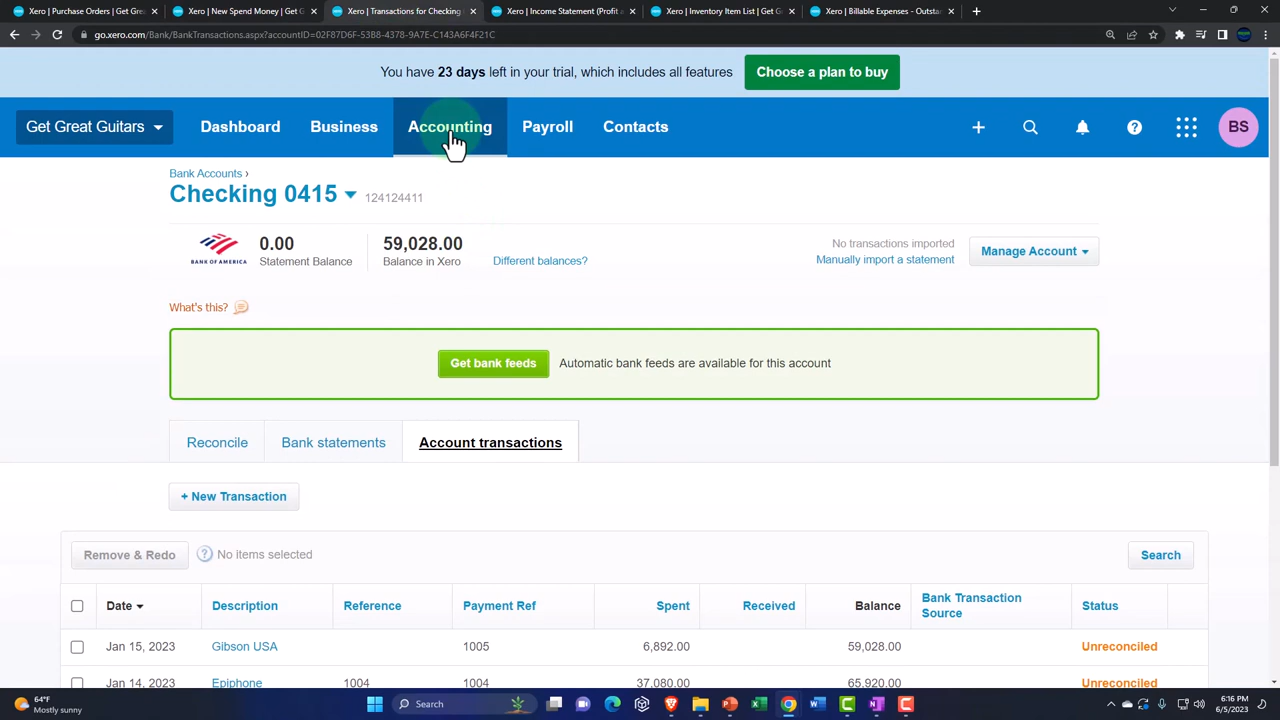 Xero | Purchase Money Out | Get G
Xero | Transactions for Checking
Xero | Income Statement (Profit a
Xero | Inventory Item List | Get G
Xero | Billable Expenses - Outstan
go.xero.com/Bank/BankTransactions.aspx?accountID=02F87D6F-53B8-4378-9A7E-C143A6F4F21C
You have 23 days left in your trial, which includes all features
Choose a plan to buy
Get Great Guitars
Dashboard
Business
Accounting
Payroll
Contacts
BS
Bank Accounts ›
Checking 0415
124124411
BANK OF AMERICA
0.00
Statement Balance
59,028.00
Balance in Xero
Different balances?
No transactions imported
Manually import a statement
Manage Account
What's this?
Get bank feeds
Automatic bank feeds are available for this account
Reconcile
Bank statements
Account transactions
+ New Transaction
Remove & Redo
? No items selected
Search
Date Description Reference Payment Ref Spent Received Balance Bank Transaction Source Status
Jan 15, 2023 Gibson USA 1005 6,892.00 59,028.00 Unreconciled
Jan 14, 2023 Epiphone 1004 1004 37,080.00 65,920.00 Unreconciled
64°F
Mostly sunny
Search
6:16 PM
6/5/2023